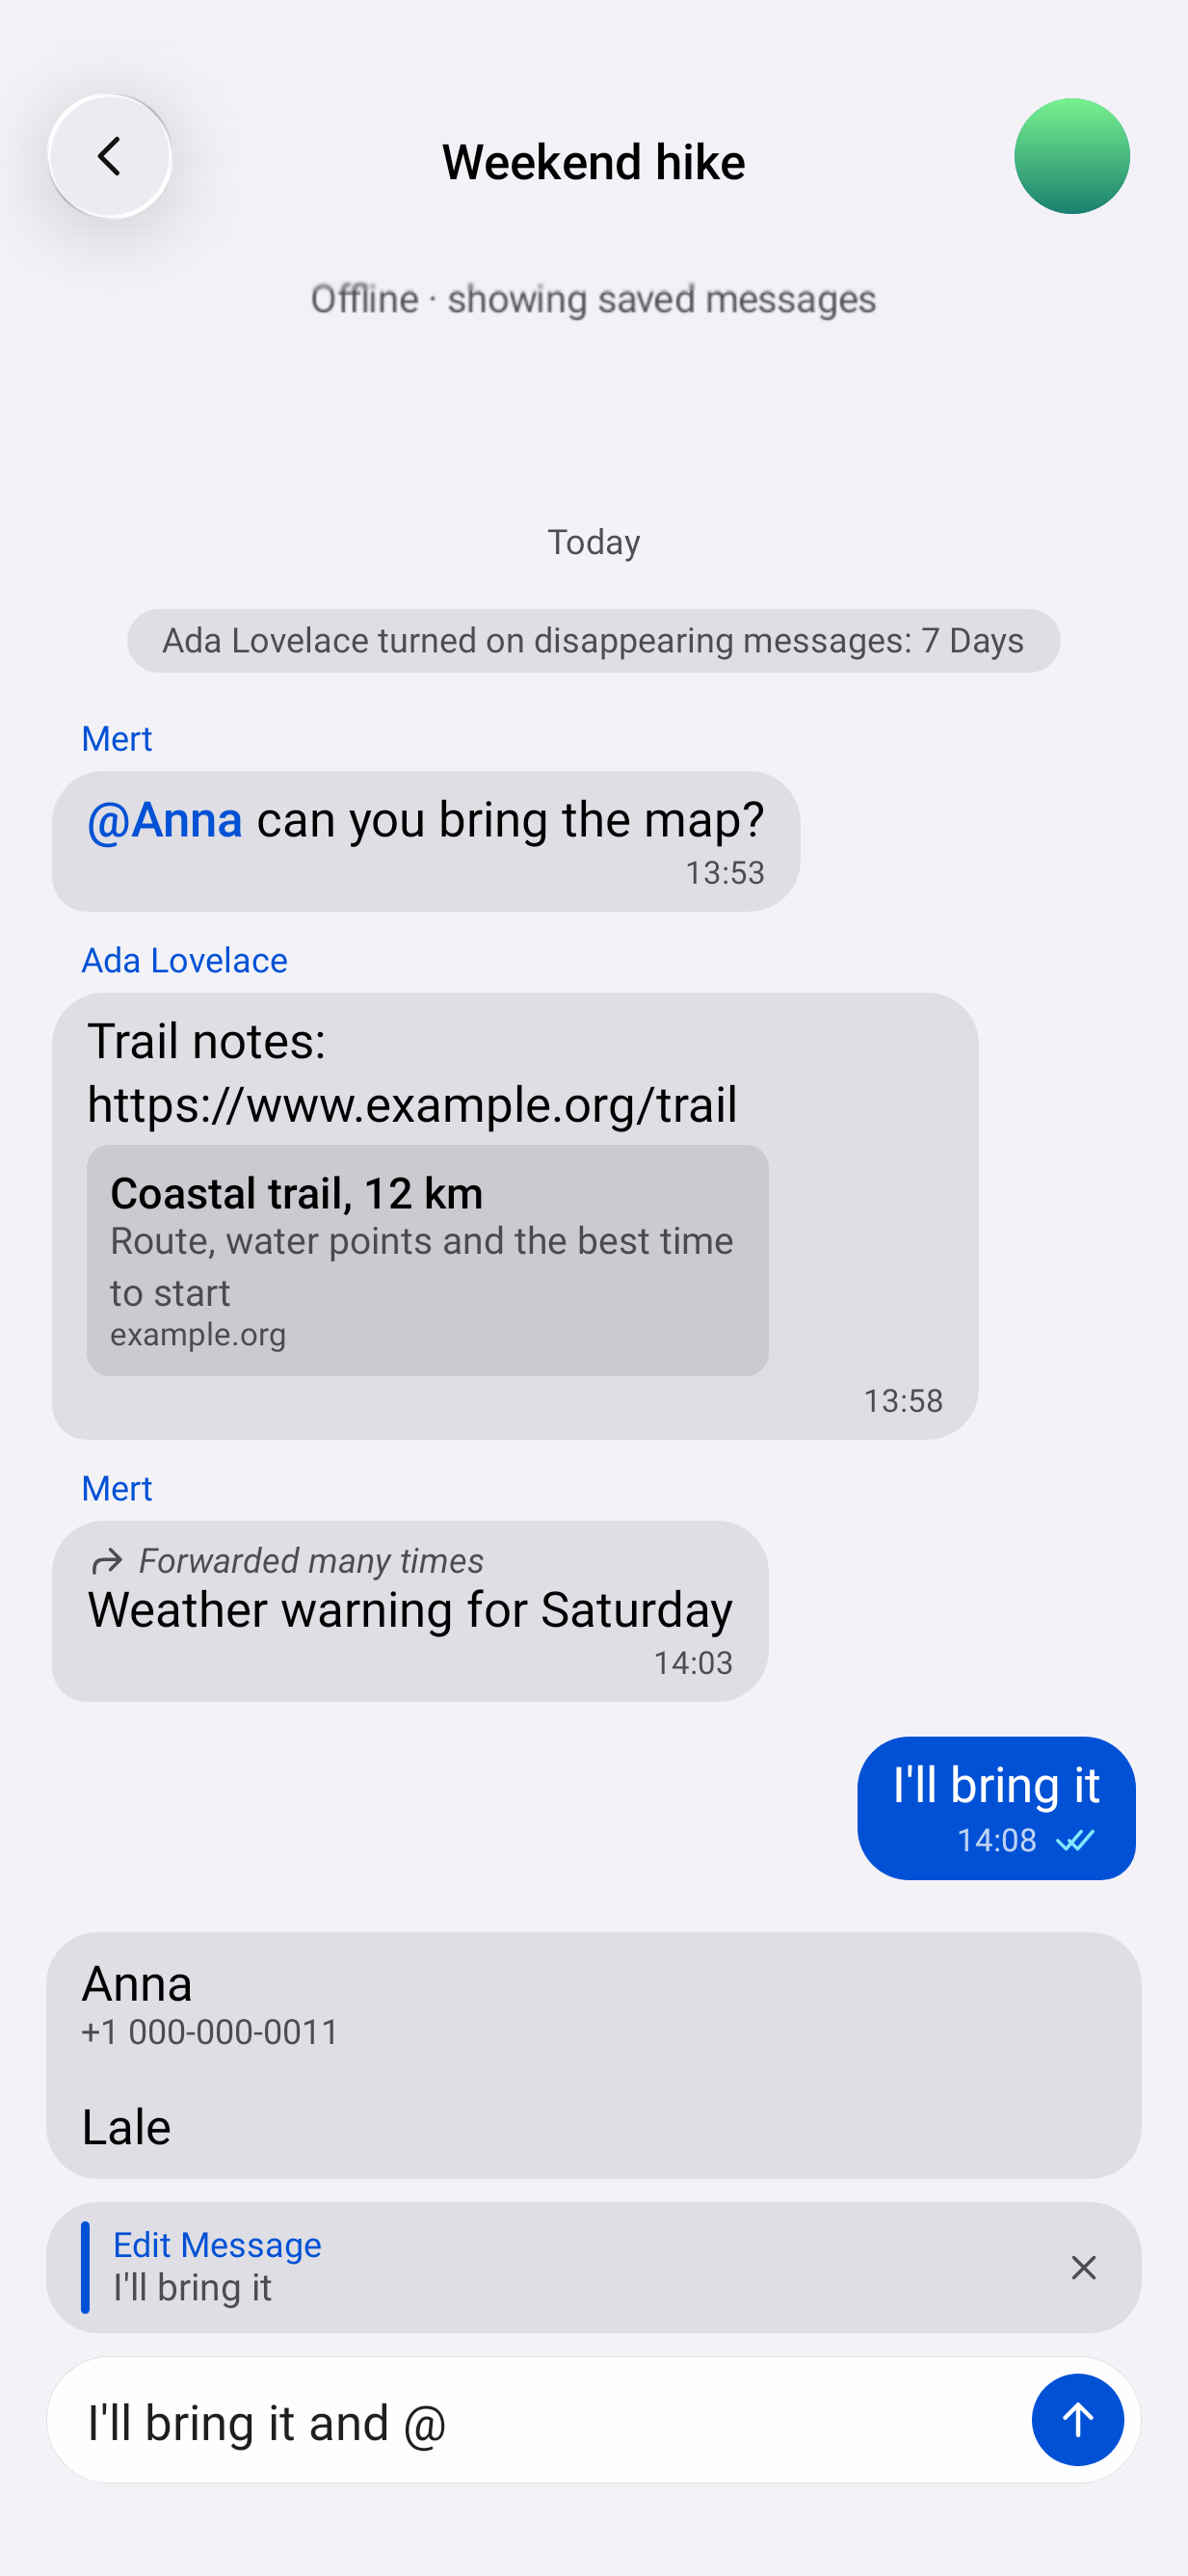 Weekend hike
Offline · showing saved messages
Today
Ada Lovelace turned on disappearing messages: 7 Days
Mert
@Anna can you bring the map?
13:53
Ada Lovelace
Trail notes:
https://www.example.org/trail
Coastal trail, 12 km
Route, water points and the best time
to start
example.org
13:58
Mert
Forwarded many times
Weather warning for Saturday
14:03
I'll bring it
14:08
Anna
+1 000-000-0011
Lale
Edit Message
I'll bring it
I'll bring it and @